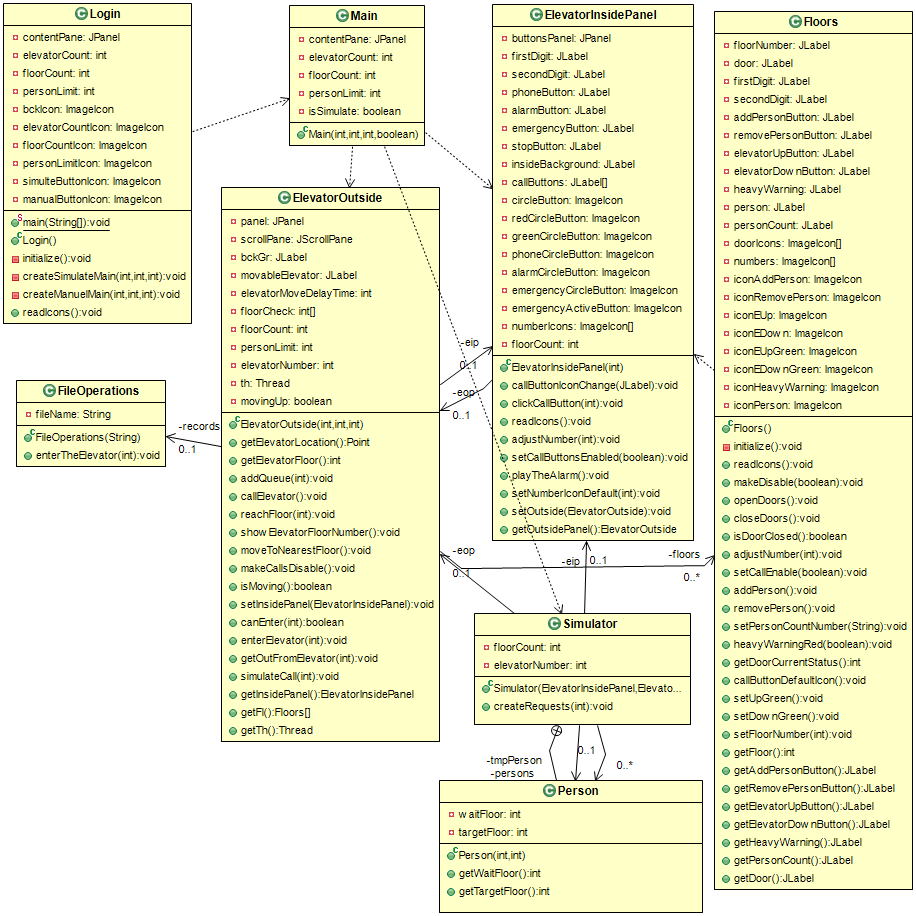 Login
contentPane: JPanel
elevatorCount: int
floorCount: int
personLimit: int
bckIcon: ImageIcon
elevatorCountIcon: ImageIcon
floorCountIcon: ImageIcon
personLimitIcon: ImageIcon
simulteButtonIcon: ImageIcon
manualButtonIcon: ImageIcon
main(String[]):void
Login()
initialize():void
createSimulateMain(int,int,int):void
createManuelMain(int,int,int):void
readIcons():void
Main
contentPane: JPanel
elevatorCount: int
floorCount: int
personLimit: int
isSimulate: boolean
Main(int,int,int,boolean)
ElevatorInsidePanel
buttonsPanel: JPanel
firstDigit: JLabel
secondDigit: JLabel
phoneButton: JLabel
alarmButton: JLabel
emergencyButton: JLabel
stopButton: JLabel
insideBackground: JLabel
callButtons: JLabel[]
circleButton: ImageIcon
redCircleButton: ImageIcon
greenCircleButton: ImageIcon
phoneCircleButton: ImageIcon
alarmCircleButton: ImageIcon
emergencyCircleButton: ImageIcon
emergencyActiveButton: ImageIcon
numberIcons: ImageIcon[]
floorCount: int
ElevatorInsidePanel(int)
callButtonIconChange(JLabel):void
clickCallButton(int):void
readIcons():void
adjustNumber(int):void
setCallButtonsEnabled(boolean):void
playTheAlarm():void
setNumberIconDefault(int):void
setOutside(ElevatorOutside):void
getOutsidePanel():ElevatorOutside
Floors
floorNumber: JLabel
door: JLabel
firstDigit: JLabel
secondDigit: JLabel
addPersonButton: JLabel
removePersonButton: JLabel
elevatorUpButton: JLabel
elevatorDownButton: JLabel
heavyWarning: JLabel
person: JLabel
personCount: JLabel
doorIcons: ImageIcon[]
numbers: ImageIcon[]
iconAddPerson: ImageIcon
iconRemovePerson: ImageIcon
iconEUp: ImageIcon
iconEDown: ImageIcon
iconEUpGreen: ImageIcon
iconEDownGreen: ImageIcon
iconHeavyWarning: ImageIcon
iconPerson: ImageIcon
Floors()
initialize():void
readIcons():void
makeDisable(boolean):void
openDoors():void
closeDoors():void
isDoorClosed():boolean
adjustNumber(int):void
setCallEnable(boolean):void
addPerson():void
removePerson():void
setPersonCountNumber(String):void
heavyWarningRed(boolean):void
getDoorCurrentStatus():int
callButtonDefaultIcon():void
setUpGreen():void
setDownGreen():void
setFloorNumber(int):void
getFloor():int
getAddPersonButton():JLabel
getRemovePersonButton():JLabel
getElevatorUpButton():JLabel
getElevatorDownButton():JLabel
getHeavyWarning():JLabel
getPersonCount():JLabel
getDoor():JLabel
ElevatorOutside
panel: JPanel
scrollPane: JScrollPane
bckGr: JLabel
movableElevator: JLabel
elevatorMoveDelayTime: int
floorCheck: int[]
floorCount: int
personLimit: int
elevatorNumber: int
th: Thread
movingUp: boolean
ElevatorOutside(int,int,int)
getElevatorLocation():Point
getElevatorFloor():int
addQueue(int):void
callElevator():void
reachFloor(int):void
showElevatorFloorNumber():void
moveToNearestFloor():void
makeCallsDisable():void
isMoving():boolean
setInsidePanel(ElevatorInsidePanel):void
canEnter(int):boolean
enterElevator(int):void
getOutFromElevator(int):void
simulateCall(int):void
getInsidePanel():ElevatorInsidePanel
getFl():Floors[]
getTh():Thread
FileOperations
fileName: String
FileOperations(String)
enterTheElevator(int):void
-records
0..1
-eip
0..1
-eop
0..1
-eop
0..1
-eip
0..1
-floors
0..*
Simulator
floorCount: int
elevatorNumber: int
Simulator(ElevatorInsidePanel,Elevato...
createRequests(int):void
-tmpPerson
-persons
0..1
0..*
Person
waitFloor: int
targetFloor: int
Person(int,int)
getWaitFloor():int
getTargetFloor():int